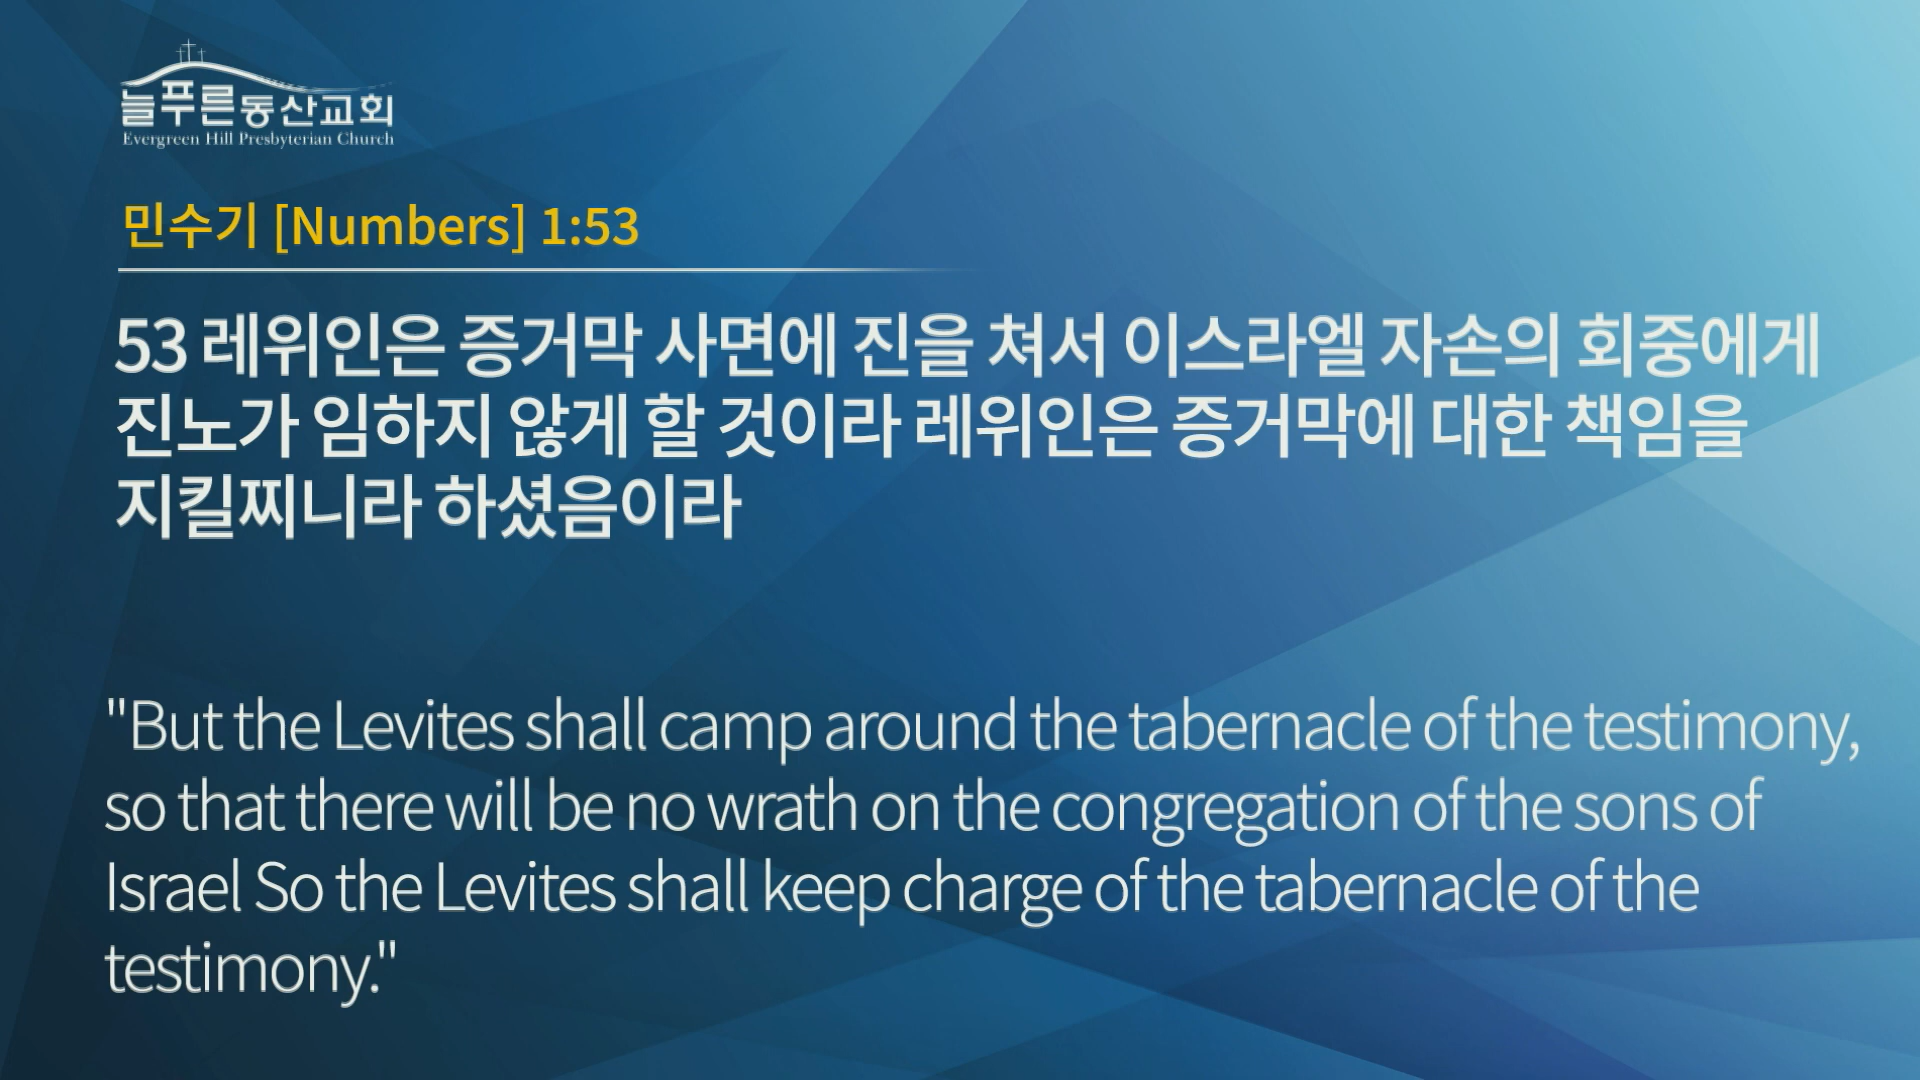 늘푸른동산교회
Evergreen Hill Presbyterian Church
민수기 [Numbers] 1:53
53 레위인은 증거막 사면에 진을 쳐서 이스라엘 자손의 회중에게
진노가 임하지 않게 할 것이라 레위인은 증거막에 대한 책임을
지킬찌니라 하셨음이라
"But the Levites shall camp around the tabernacle of the testimony,
so that there will be no wrath on the congregation of the sons of
Israel So the Levites shall keep charge of the tabernacle of the
testimony."